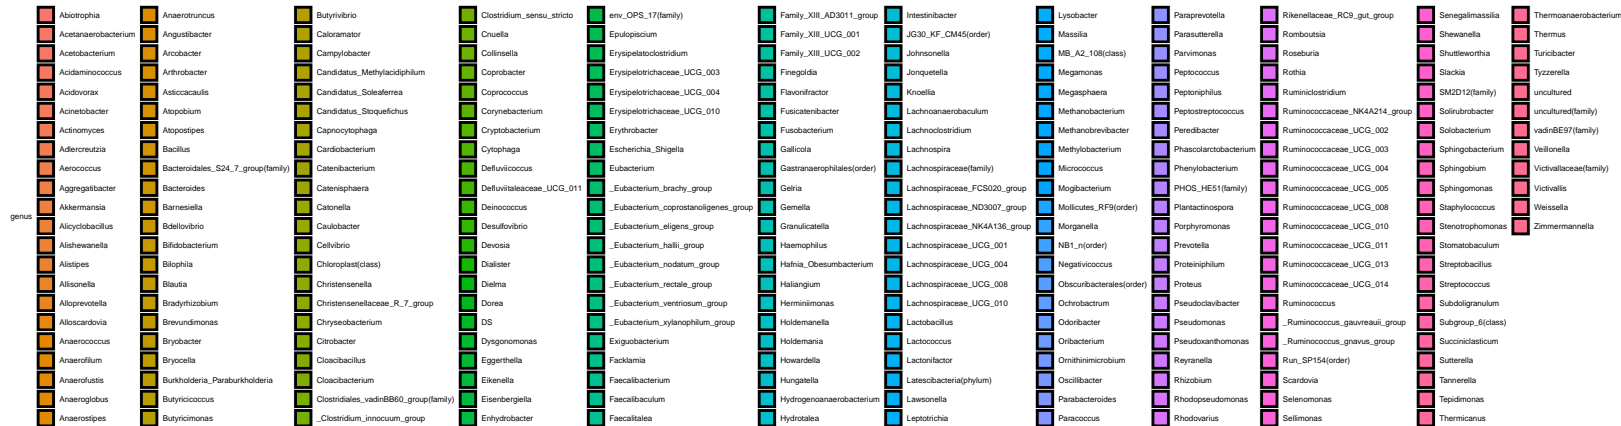 genus
Abiotrophia
Acetanaerobacterium
Acetobacterium
Acidaminococcus
Acidovorax
Acinetobacter
Actinomyces
Adlercreutzia
Aerococcus
Aggregatibacter
Akkermansia
Alicyclobacillus
Alishewanella
Alistipes
Allisonella
Alloprevotella
Alloscardovia
Anaerococcus
Anaerofilum
Anaerofustis
Anaeroglobus
Anaerostipes
Anaerotruncus
Angustibacter
Arcobacter
Arthrobacter
Asticcacaulis
Atopobium
Atopostipes
Bacillus
Bacteroidales_S24_7_group(family)
Bacteroides
Barnesiella
Bdellovibrio
Bifidobacterium
Bilophila
Blautia
Bradyrhizobium
Brevundimonas
Bryobacter
Bryocella
Burkholderia_Paraburkholderia
Butyricicoccus
Butyricimonas
Butyrivibrio
Caloramator
Campylobacter
Candidatus_Methylacidiphilum
Candidatus_Soleaferrea
Candidatus_Stoquefichus
Capnocytophaga
Cardiobacterium
Catenibacterium
Catenisphaera
Catonella
Caulobacter
Cellvibrio
Chloroplast(class)
Christensenella
Christensenellaceae_R_7_group
Chryseobacterium
Citrobacter
Cloacibacillus
Cloacibacterium
Clostridiales_vadinBB60_group(family)
_Clostridium_innocuum_group
Clostridium_sensu_stricto
Cnuella
Collinsella
Coprobacter
Coprococcus
Corynebacterium
Cryptobacterium
Cytophaga
Defluviicoccus
Defluviitaleaceae_UCG_011
Deinococcus
Desulfovibrio
Devosia
Dialister
Dielma
Dorea
DS
Dysgonomonas
Eggerthella
Eikenella
Eisenbergiella
Enhydrobacter
env_OPS_17(family)
Epulopiscium
Erysipelatoclostridium
Erysipelotrichaceae_UCG_003
Erysipelotrichaceae_UCG_004
Erysipelotrichaceae_UCG_010
Erythrobacter
Escherichia_Shigella
Eubacterium
_Eubacterium_brachy_group
_Eubacterium_coprostanoligenes_group
_Eubacterium_eligens_group
_Eubacterium_hallii_group
_Eubacterium_nodatum_group
_Eubacterium_rectale_group
_Eubacterium_ventriosum_group
_Eubacterium_xylanophilum_group
Exiguobacterium
Facklamia
Faecalibacterium
Faecalibaculum
Faecalitalea
Family_XIII_AD3011_group
Family_XIII_UCG_001
Family_XIII_UCG_002
Finegoldia
Flavonifractor
Fusicatenibacter
Fusobacterium
Gallicola
Gastranaerophilales(order)
Gelria
Gemella
Granulicatella
Haemophilus
Hafnia_Obesumbacterium
Haliangium
Herminiimonas
Holdemanella
Holdemania
Howardella
Hungatella
Hydrogenoanaerobacterium
Hydrotalea
Intestinibacter
JG30_KF_CM45(order)
Johnsonella
Jonquetella
Knoellia
Lachnoanaerobaculum
Lachnoclostridium
Lachnospira
Lachnospiraceae(family)
Lachnospiraceae_FCS020_group
Lachnospiraceae_ND3007_group
Lachnospiraceae_NK4A136_group
Lachnospiraceae_UCG_001
Lachnospiraceae_UCG_004
Lachnospiraceae_UCG_008
Lachnospiraceae_UCG_010
Lactobacillus
Lactococcus
Lactonifactor
Latescibacteria(phylum)
Lawsonella
Leptotrichia
Lysobacter
Massilia
MB_A2_108(class)
Megamonas
Megasphaera
Methanobacterium
Methanobrevibacter
Methylobacterium
Micrococcus
Mogibacterium
Mollicutes_RF9(order)
Morganella
NB1_n(order)
Negativicoccus
Obscuribacterales(order)
Ochrobactrum
Odoribacter
Oribacterium
Ornithinimicrobium
Oscillibacter
Parabacteroides
Paracoccus
Paraprevotella
Parasutterella
Parvimonas
Peptococcus
Peptoniphilus
Peptostreptococcus
Peredibacter
Phascolarctobacterium
Phenylobacterium
PHOS_HE51(family)
Plantactinospora
Porphyromonas
Prevotella
Proteiniphilum
Proteus
Pseudoclavibacter
Pseudomonas
Pseudoxanthomonas
Reyranella
Rhizobium
Rhodopseudomonas
Rhodovarius
Rikenellaceae_RC9_gut_group
Romboutsia
Roseburia
Rothia
Ruminiclostridium
Ruminococcaceae_NK4A214_group
Ruminococcaceae_UCG_002
Ruminococcaceae_UCG_003
Ruminococcaceae_UCG_004
Ruminococcaceae_UCG_005
Ruminococcaceae_UCG_008
Ruminococcaceae_UCG_010
Ruminococcaceae_UCG_011
Ruminococcaceae_UCG_013
Ruminococcaceae_UCG_014
Ruminococcus
_Ruminococcus_gauvreauii_group
_Ruminococcus_gnavus_group
Run_SP154(order)
Scardovia
Selenomonas
Sellimonas
Senegalimassilia
Shewanella
Shuttleworthia
Slackia
SM2D12(family)
Solirubrobacter
Solobacterium
Sphingobacterium
Sphingobium
Sphingomonas
Staphylococcus
Stenotrophomonas
Stomatobaculum
Streptobacillus
Streptococcus
Subdoligranulum
Subgroup_6(class)
Succiniclasticum
Sutterella
Tannerella
Tepidimonas
Thermicanus
Thermoanaerobacterium
Thermus
Turicibacter
Tyzzerella
uncultured
uncultured(family)
vadinBE97(family)
Veillonella
Victivallaceae(family)
Victivallis
Weissella
Zimmermannella